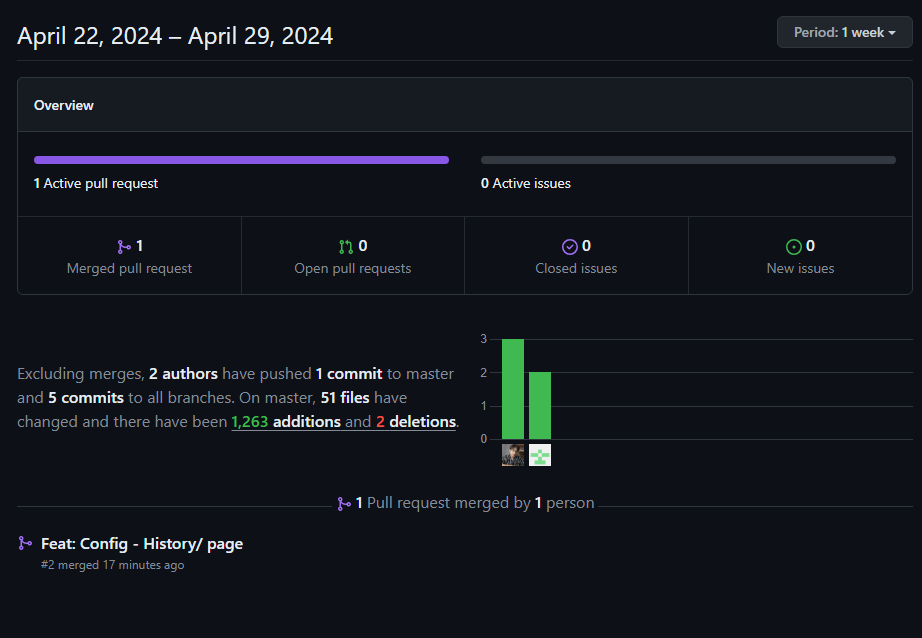 April 22, 2024 – April 29, 2024
Period: 1 week
Overview
1 Active pull request
0 Active issues
1
Merged pull request
0
Open pull requests
0
Closed issues
0
New issues
Excluding merges, 2 authors have pushed 1 commit to master
and 5 commits to all branches. On master, 51 files have
changed and there have been 1,263 additions and 2 deletions.
3
2
1
0
1 Pull request merged by 1 person
Feat: Config - History/ page
#2 merged 17 minutes ago